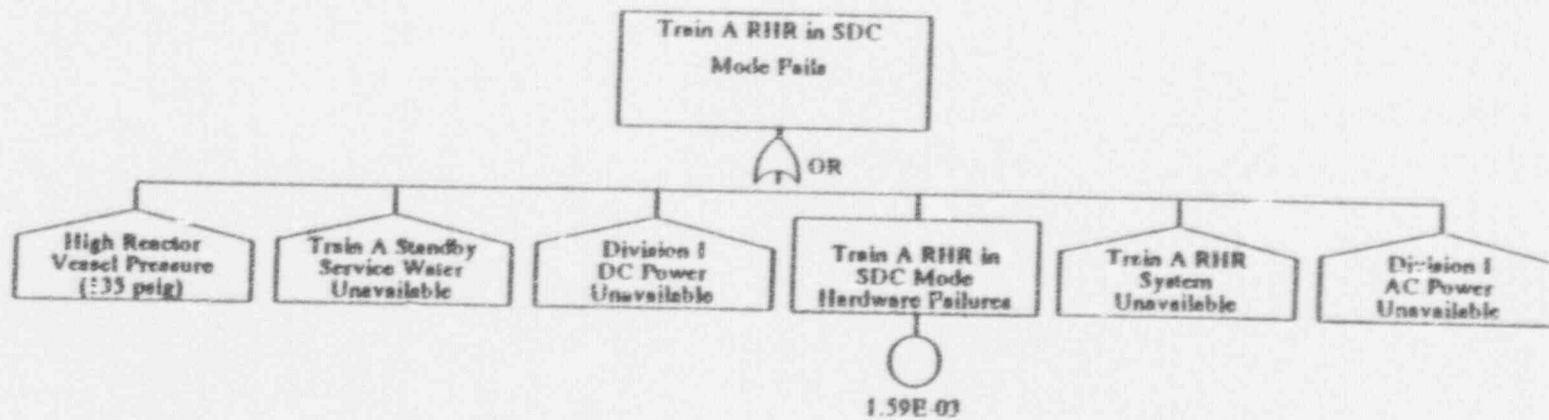 Train A RHR in SDC
Mode Fails
OR
High Reactor
Vessel Pressure
psig)
Train A Standby
Service Water
Unavailable
Division I
DC Power
Unavailable
Train A RHR in
SDC Mode
Hardware Failures
Train A RHR
System
Unavailable
Division I
AC Power
Unavailable
1.59E-03